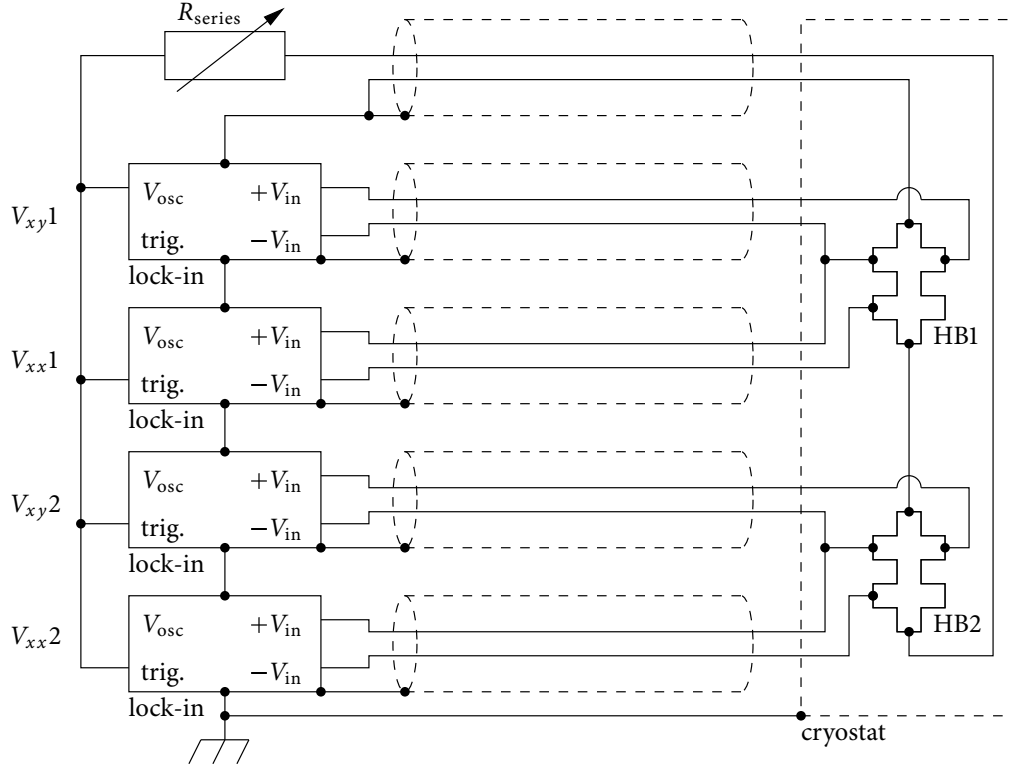 R_series
V_osc +V_in
V_xy1
trig. −V_in
lock-in
V_osc +V_in
HB1
V_xx1
trig. −V_in
lock-in
V_osc +V_in
V_xy2
trig. −V_in
lock-in
V_osc +V_in
HB2
V_xx2
trig. −V_in
lock-in
cryostat